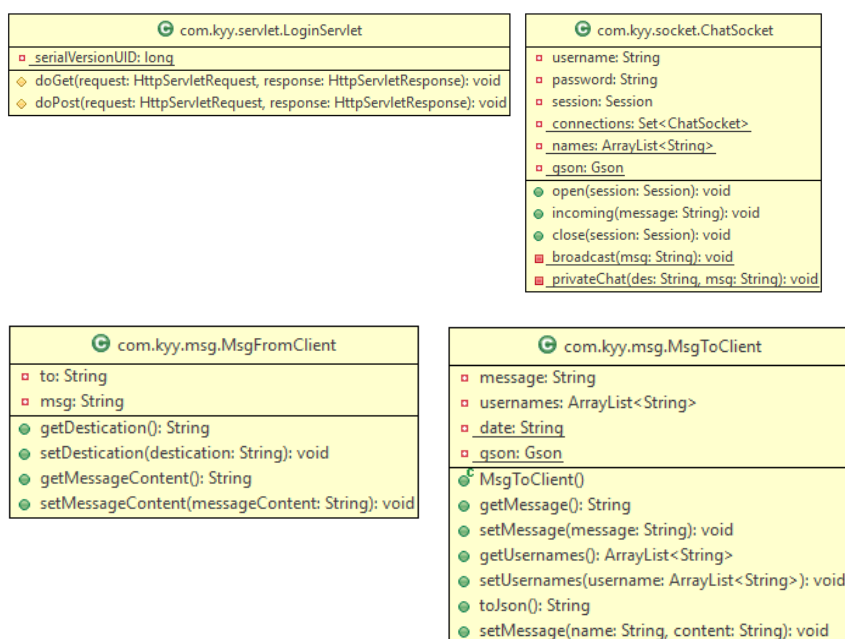 com.kyy.servlet.LoginServlet
serialVersionUID: long
doGet(request: HttpServletRequest, response: HttpServletResponse): void
doPost(request: HttpServletRequest, response: HttpServletResponse): void
com.kyy.socket.ChatSocket
username: String
password: String
session: Session
connections: Set<ChatSocket>
names: ArrayList<String>
gson: Gson
open(session: Session): void
incoming(message: String): void
close(session: Session): void
broadcast(msg: String): void
privateChat(des: String, msg: String): void
com.kyy.msg.MsgFromClient
to: String
msg: String
getDestication(): String
setDestication(destication: String): void
getMessageContent(): String
setMessageContent(messageContent: String): void
com.kyy.msg.MsgToClient
message: String
usernames: ArrayList<String>
date: String
gson: Gson
MsgToClient()
getMessage(): String
setMessage(message: String): void
getUsernames(): ArrayList<String>
setUsernames(username: ArrayList<String>): void
toJson(): String
setMessage(name: String, content: String): void